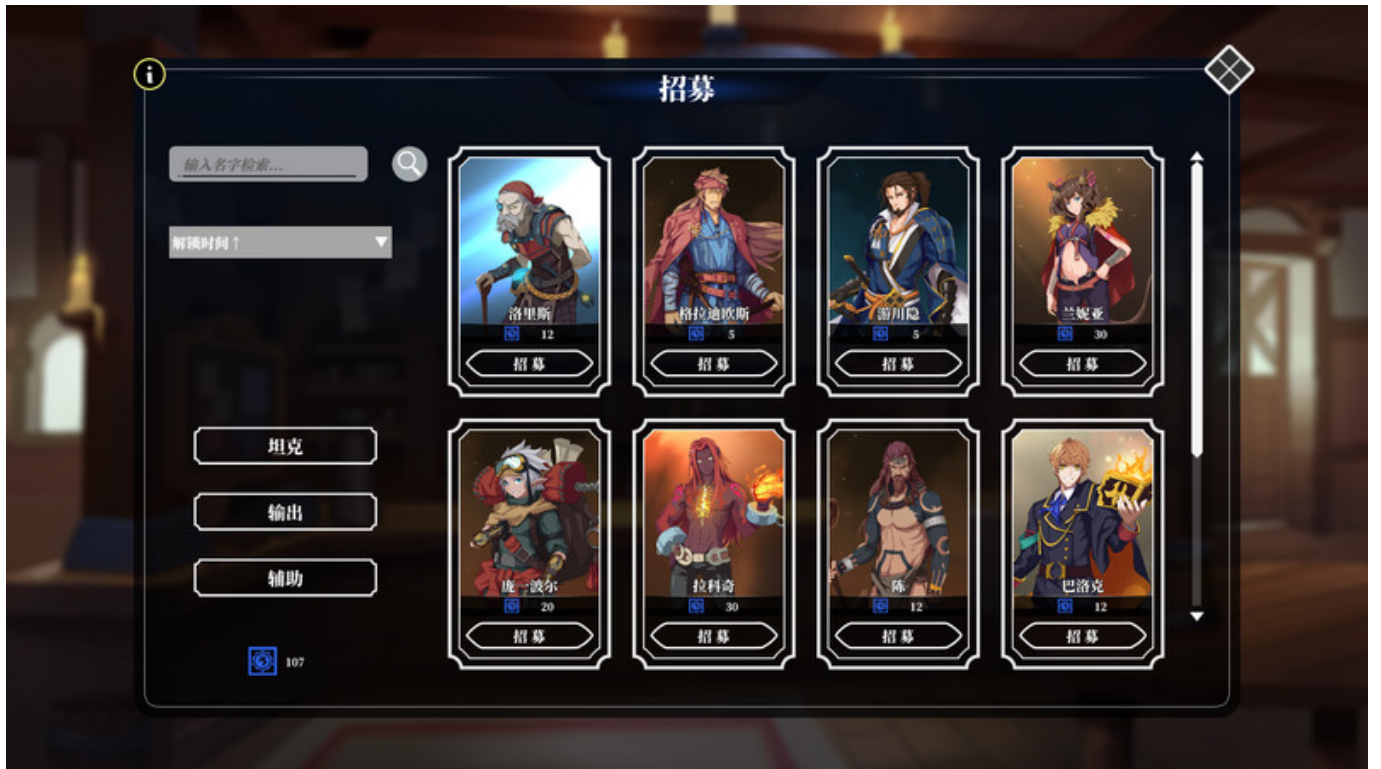 招募
输入名字检索...
解锁时间↑
洛里斯
12
招募
格拉迪欧斯
5
招募
游川隐
5
招募
兰妮亚
30
招募
庞一波尔
20
招募
拉科奇
30
招募
陈
12
招募
巴洛克
12
招募
坦克
输出
辅助
107